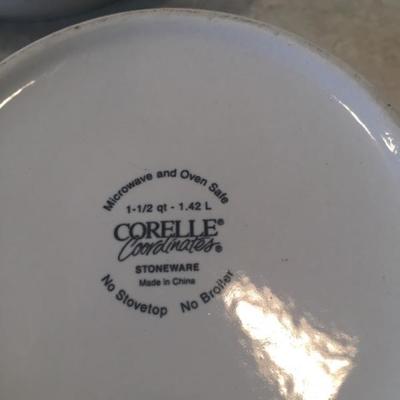 Microwave and Oven Safe
1-1/2 qt - 1.42 L
CORELLE®
Coordinates®
STONEWARE
Made in China
No Stovetop No Broiler